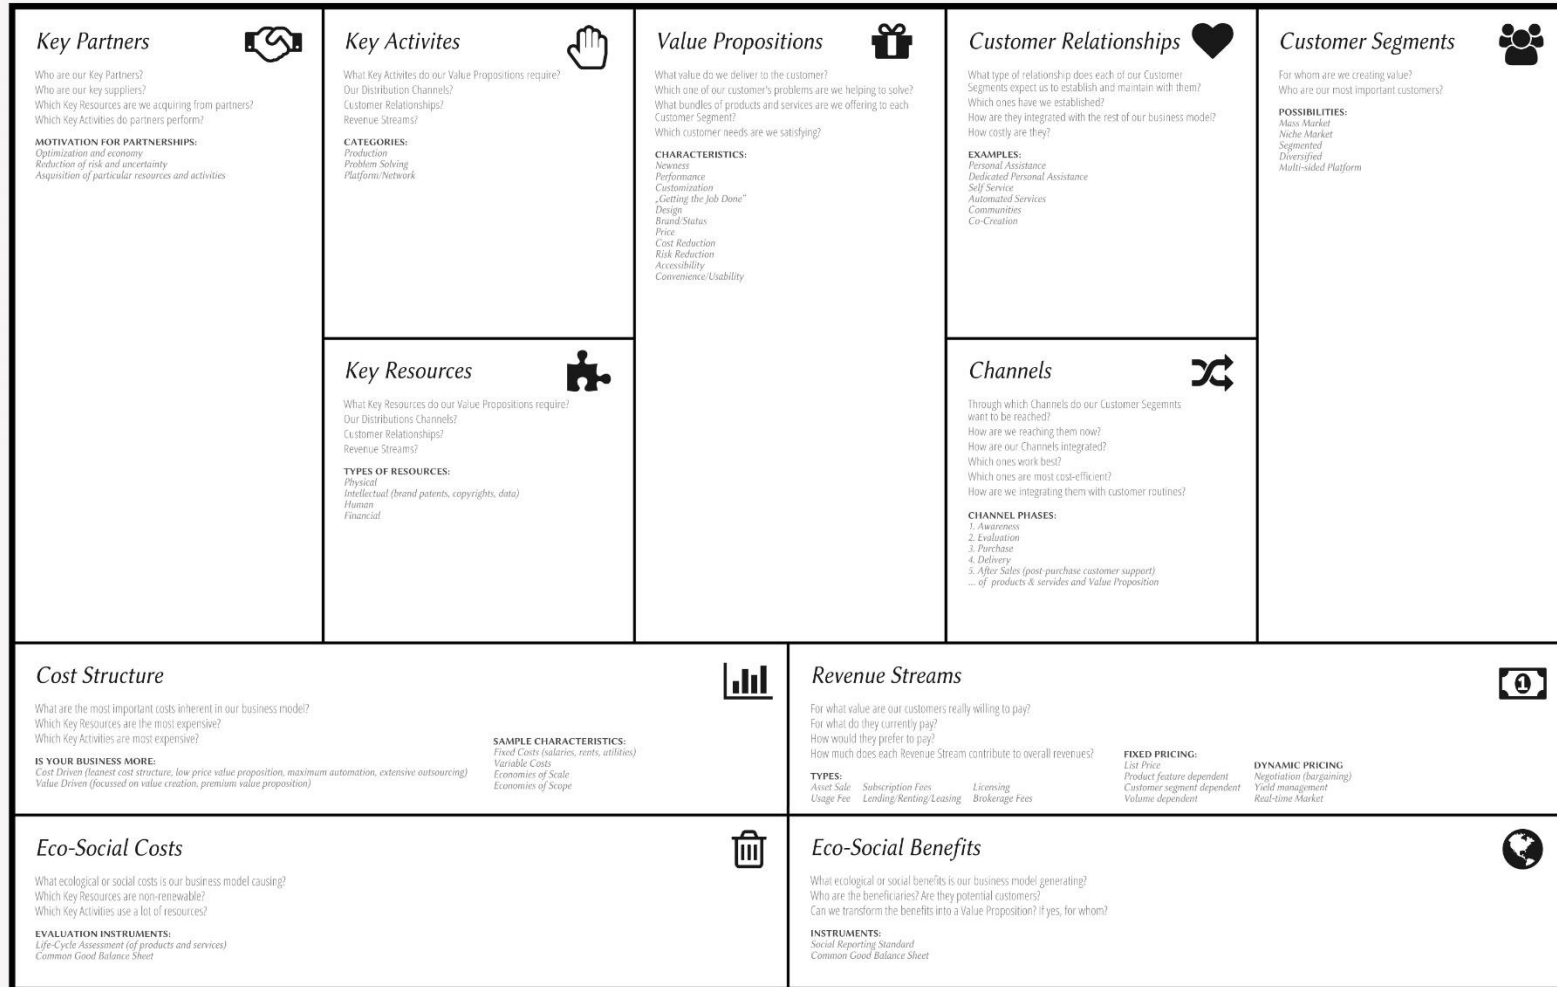 Key Partners
Who are our Key Partners?
Who are our key suppliers?
Which Key Resources are we acquiring from partners?
Which Key Activities do partners perform?
MOTIVATION FOR PARTNERSHIPS:
Optimization and economy
Reduction of risk and uncertainty
Asquisition of particular resources and activities
Key Activites
What Key Activites do our Value Propositions require?
Our Distribution Channels?
Customer Relationships?
Revenue Streams?
CATEGORIES:
Production
Problem Solving
Platform/Network
Key Resources
What Key Resources do our Value Propositions require?
Our Distributions Channels?
Customer Relationships?
Revenue Streams?
TYPES OF RESOURCES:
Physical
Intellectual (brand patents, copyrights, data)
Human
Financial
Value Propositions
What value do we deliver to the customer?
Which one of our customer's problems are we helping to solve?
What bundles of products and services are we offering to each
Customer Segment?
Which customer needs are we satisfying?
CHARACTERISTICS:
Newness
Performance
Customization
„Getting the Job Done"
Design
Brand/Status
Price
Cost Reduction
Risk Reduction
Accessibility
Convenience/Usability
Customer Relationships
What type of relationship does each of our Customer
Segments expect us to establish and maintain with them?
Which ones have we established?
How are they integrated with the rest of our business model?
How costly are they?
EXAMPLES:
Personal Assistance
Dedicated Personal Assistance
Self Service
Automated Services
Communities
Co-Creation
Channels
Through which Channels do our Customer Segemnts
want to be reached?
How are we reaching them now?
How are our Channels integrated?
Which ones work best?
Which ones are most cost-efficient?
How are we integrating them with customer routines?
CHANNEL PHASES:
1. Awareness
2. Evaluation
3. Purchase
4. Delivery
5. After Sales (post-purchase customer support)
... of products & servides and Value Proposition
Customer Segments
For whom are we creating value?
Who are our most important customers?
POSSIBILITIES:
Mass Market
Niche Market
Segmented
Diversified
Multi-sided Platform
Cost Structure
What are the most important costs inherent in our business model?
Which Key Resources are the most expensive?
Which Key Activities are most expensive?
IS YOUR BUSINESS MORE:
Cost Driven (leanest cost structure, low price value proposition, maximum automation, extensive outsourcing)
Value Driven (focussed on value creation, premium value proposition)
SAMPLE CHARACTERISTICS:
Fixed Costs (salaries, rents, utilities)
Variable Costs
Economies of Scale
Economies of Scope
Revenue Streams
For what value are our customers really willing to pay?
For what do they currently pay?
How would they prefer to pay?
How much does each Revenue Stream contribute to overall revenues?
TYPES:
Asset Sale Subscription Fees Licensing
Usage Fee Lending/Renting/Leasing Brokerage Fees
FIXED PRICING:
List Price
Product feature dependent
Customer segment dependent
Volume dependent
DYNAMIC PRICING
Negotiation (bargaining)
Yield management
Real-time Market
1
Eco-Social Costs
What ecological or social costs is our business model causing?
Which Key Resources are non-renewable?
Which Key Activities use a lot of resources?
EVALUATION INSTRUMENTS:
Life-Cycle Assessment (of products and services)
Common Good Balance Sheet
Eco-Social Benefits
What ecological or social benefits is our business model generating?
Who are the beneficiaries? Are they potential customers?
Can we transform the benefits into a Value Proposition? If yes, for whom?
INSTRUMENTS:
Social Reporting Standard
Common Good Balance Sheet